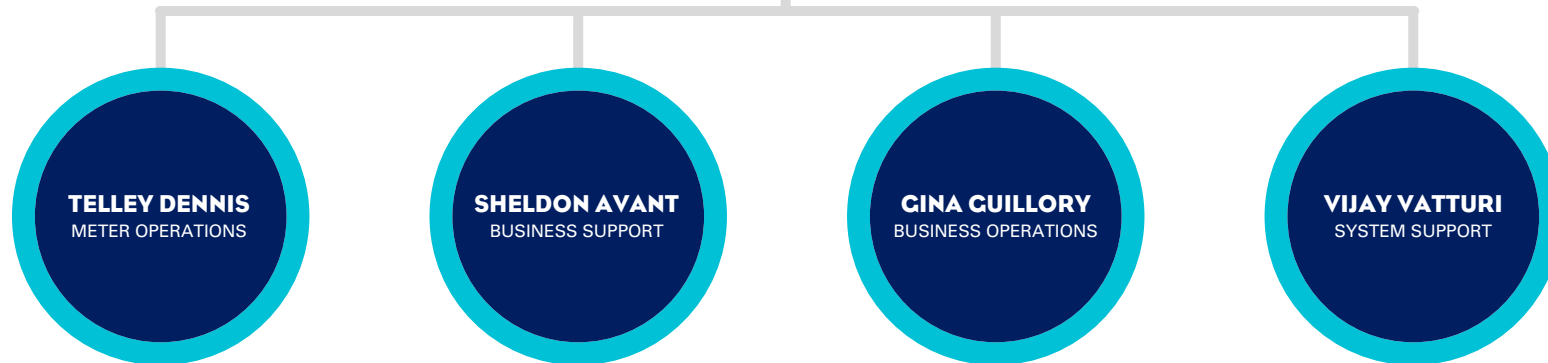 TELLEY DENNIS
METER OPERATIONS
SHELDON AVANT
BUSINESS SUPPORT
GINA GUILLORY
BUSINESS OPERATIONS
VIJAY VATTURI
SYSTEM SUPPORT